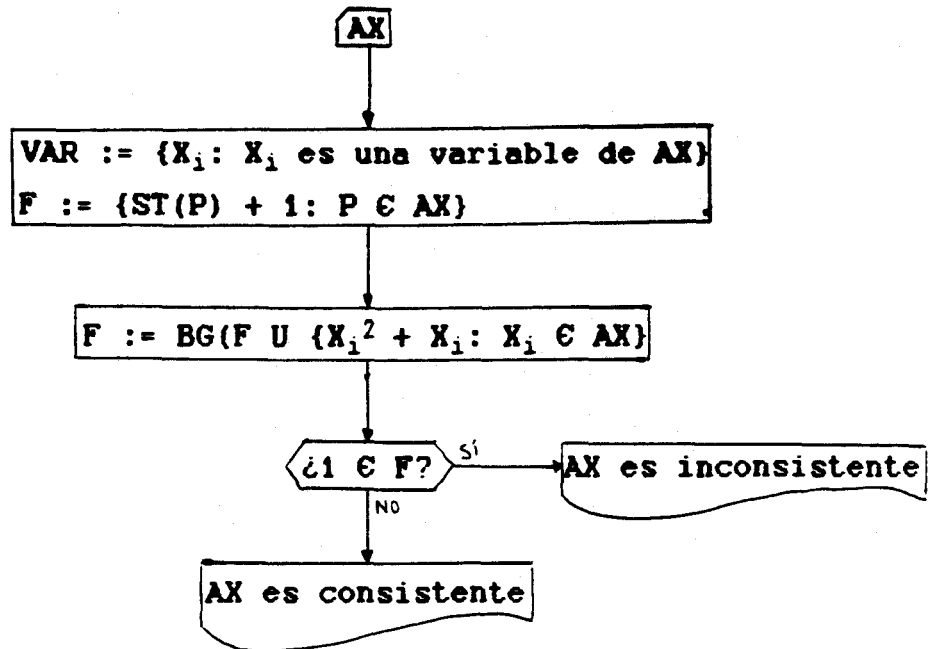 AX
VAR := {Xᵢ: Xᵢ es una variable de AX}
F := {ST(P) + 1: P Є AX}
F := BG(F U {Xᵢ² + Xᵢ: Xᵢ Є AX}
¿1 Є F?
Sí
AX es inconsistente
NO
AX es consistente